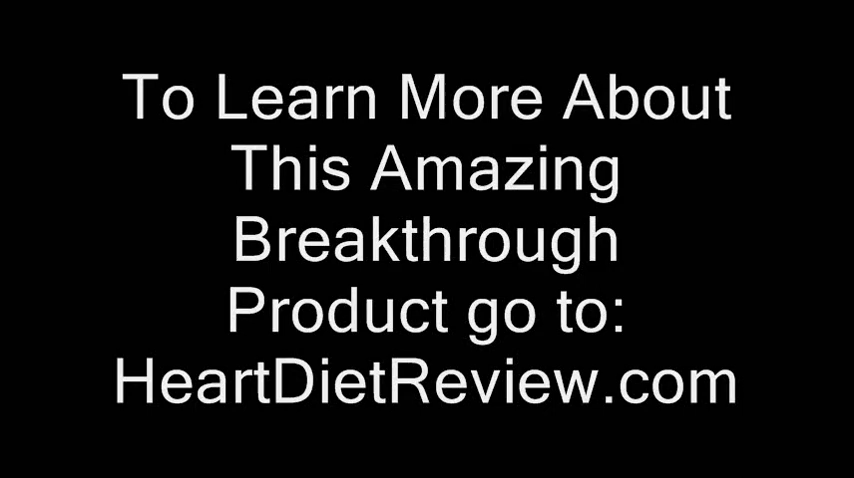 To Learn More About
This Amazing
Breakthrough
Product go to:
HeartDietReview.com